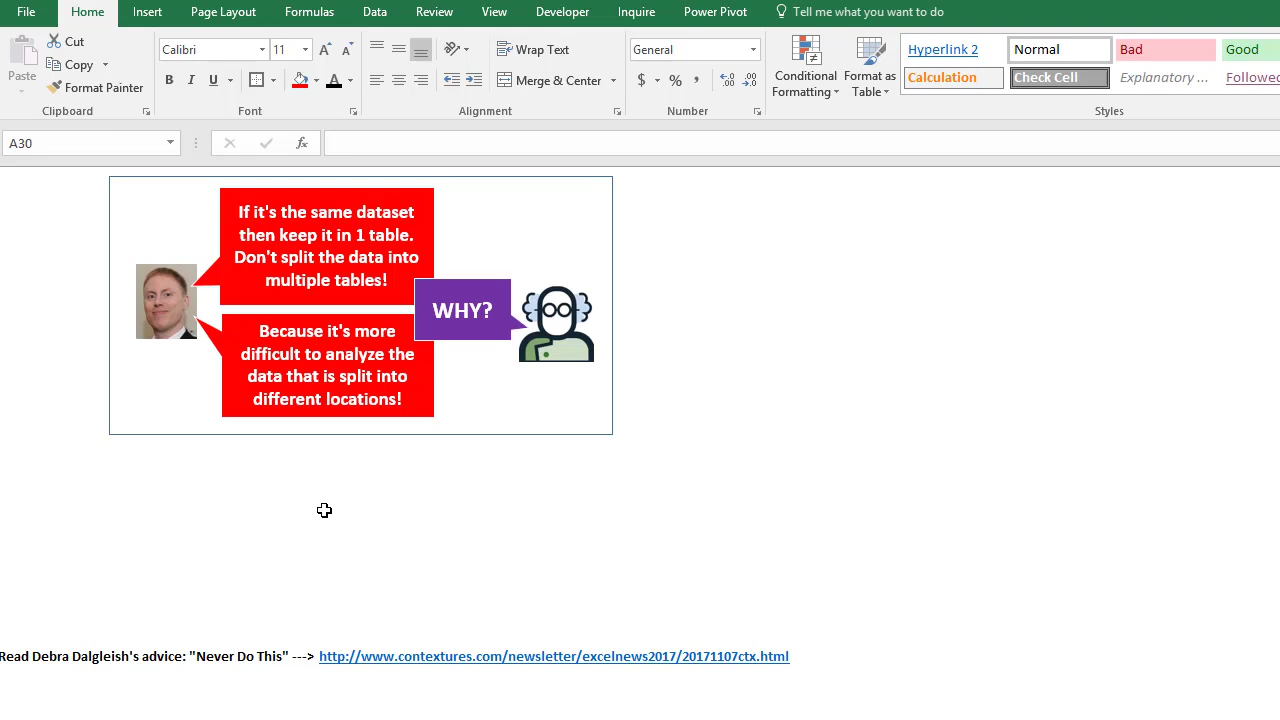 File Home Insert Page Layout Formulas Data Review View Developer Inquire Power Pivot Tell me what you want to do
Paste
Cut
Copy
Format Painter
Clipboard
Calibri 11 A A
B I U A
Font
Wrap Text
Merge & Center
Alignment
General
$ % ,
Number
Conditional Formatting
Format as Table
Hyperlink 2 Normal Bad Good
Calculation Check Cell Explanatory ... Followed
Styles
A30 fx
If it's the same dataset
then keep it in 1 table.
Don't split the data into
multiple tables!
WHY?
Because it's more
difficult to analyze the
data that is split into
different locations!
Read Debra Dalgleish's advice: "Never Do This" ---> http://www.contextures.com/newsletter/excelnews2017/20171107ctx.html